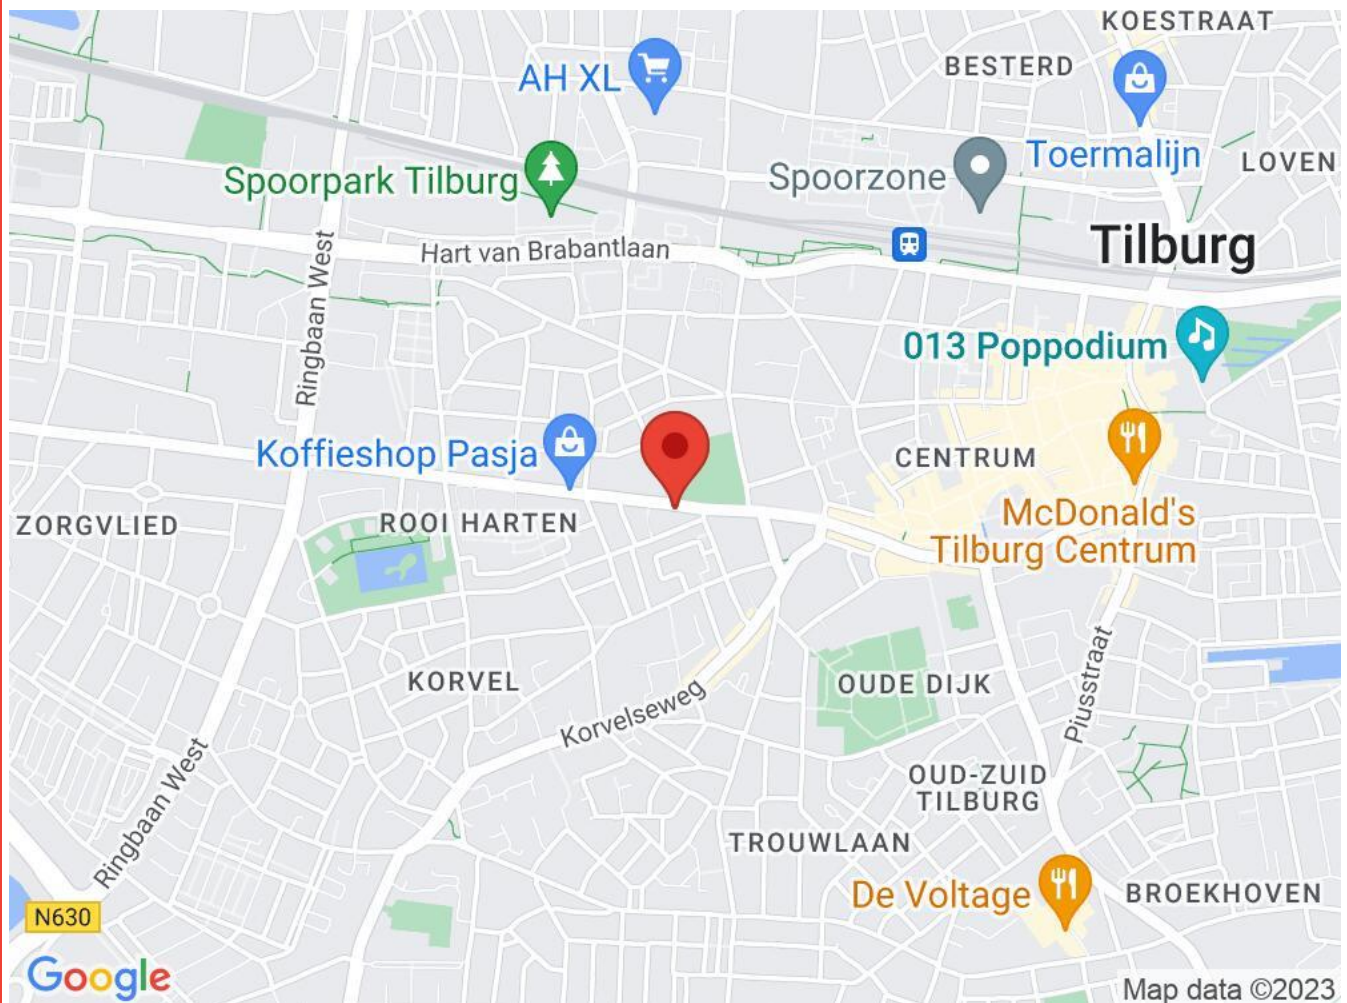 KOESTRAAT
BESTERD
AH XL
Toermalijn
LOVEN
Spoorpark Tilburg
Spoorzone
Tilburg
Hart van Brabantlaan
Ringbaan West
013 Poppodium
Koffieshop Pasja
CENTRUM
ZORGVLIED
ROOI HARTEN
McDonald's
Tilburg Centrum
KORVEL
OUDE DIJK
Piusstraat
Korvelseweg
OUD-ZUID
TILBURG
Ringbaan West
TROUWLAAN
De Voltage
BROEKHOVEN
N630
Google
Map data ©2023